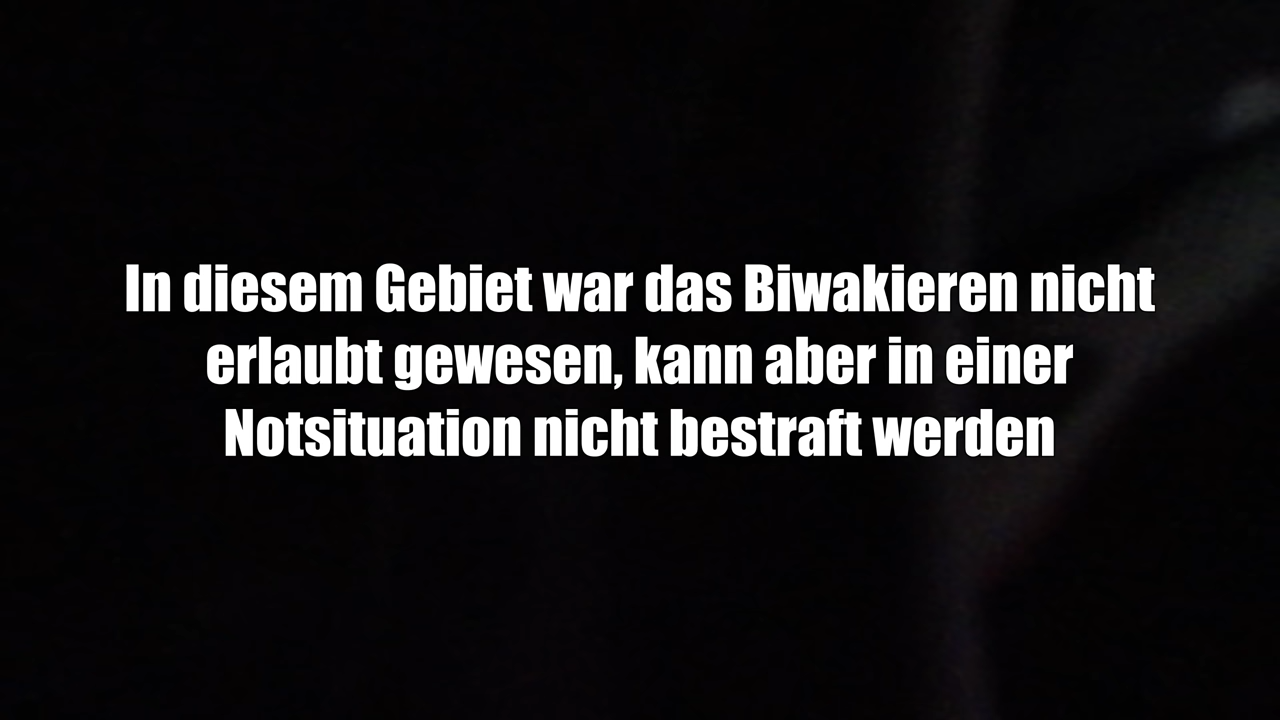 In diesem Gebiet war das Biwakieren nicht
erlaubt gewesen, kann aber in einer
Notsituation nicht bestraft werden